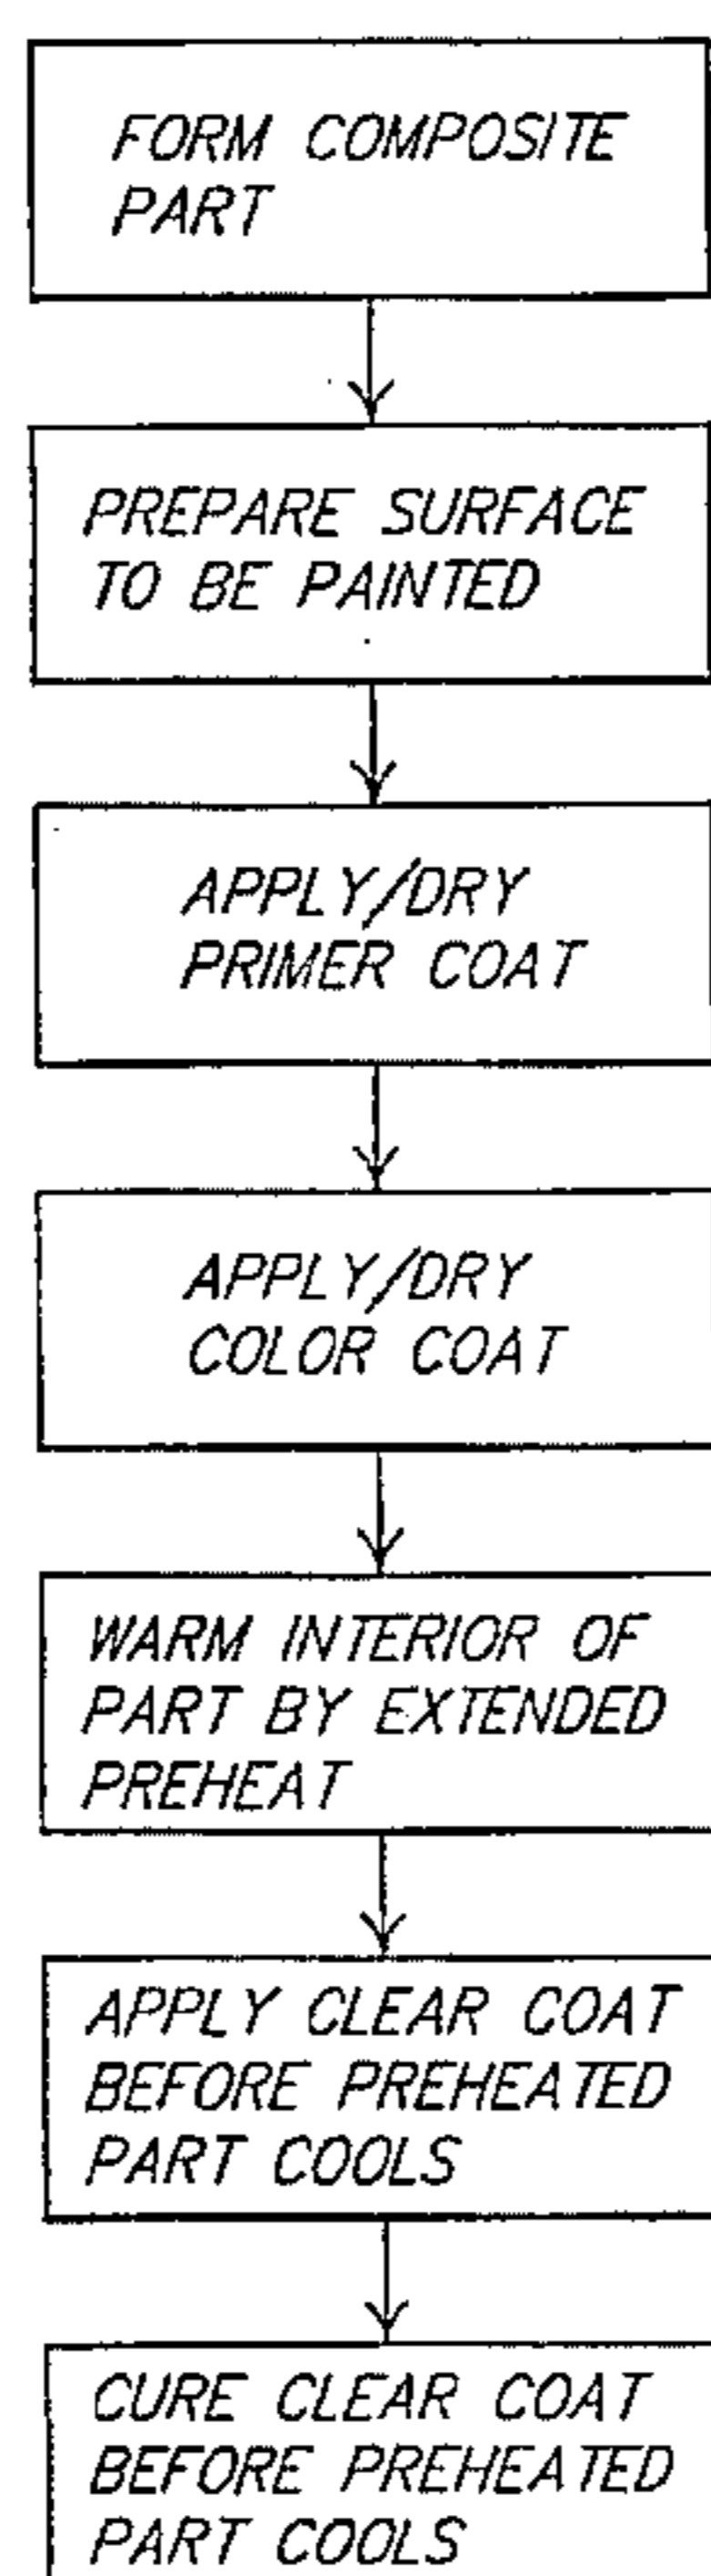 FORM COMPOSITE
PART
PREPARE SURFACE
TO BE PAINTED
APPLY/DRY
PRIMER COAT
APPLY/DRY
COLOR COAT
WARM INTERIOR OF
PART BY EXTENDED
PREHEAT
APPLY CLEAR COAT
BEFORE PREHEATED
PART COOLS
CURE CLEAR COAT
BEFORE PREHEATED
PART COOLS